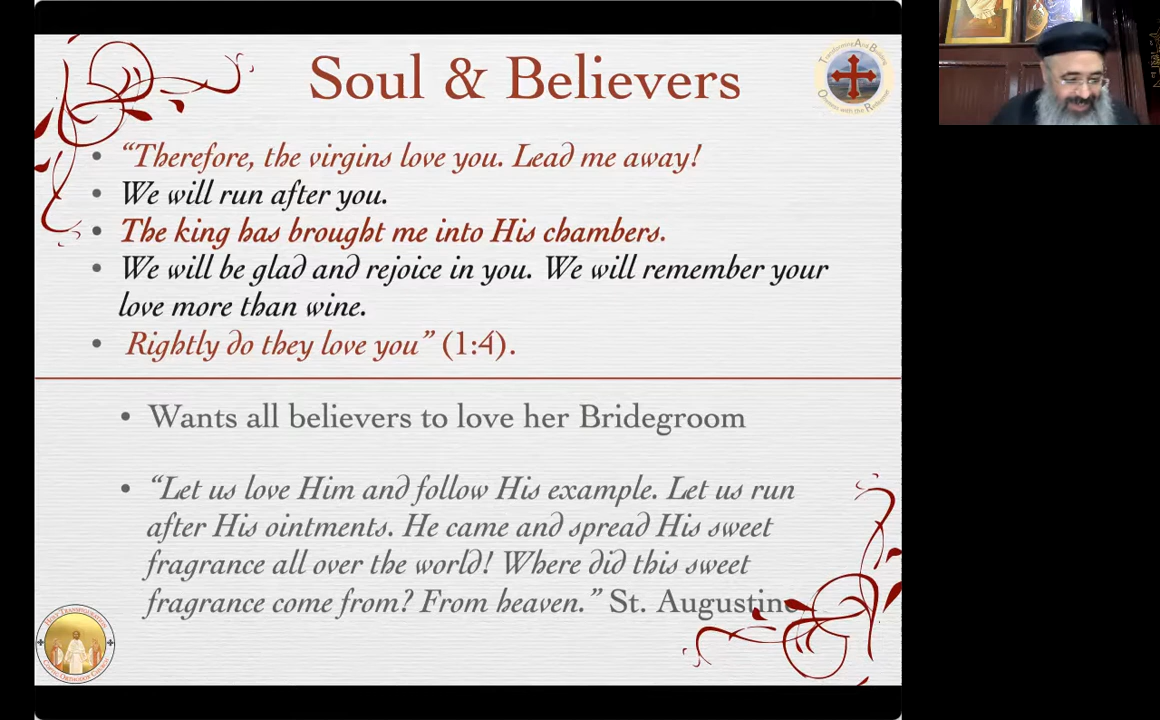 Soul & Believers
• “Therefore, the virgins love you. Lead me away!
• We will run after you.
• The king has brought me into His chambers.
• We will be glad and rejoice in you. We will remember your
love more than wine.
• Rightly do they love you” (1:4).
• Wants all believers to love her Bridegroom
• “Let us love Him and follow His example. Let us run
after His ointments. He came and spread His sweet
fragrance all over the world! Where did this sweet
fragrance come from? From heaven.” St. Augustine